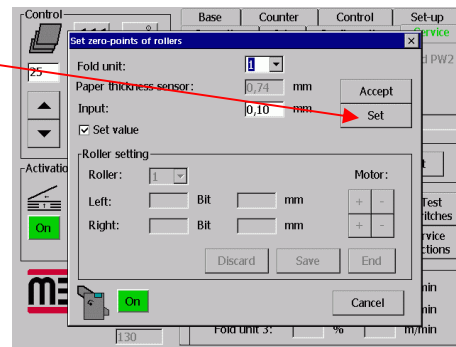 Control
Base Counter Control Set-up
Service
Set zero-points of rollers
Fold unit: 1
Paper thickness sensor: 0,74 mm
Input: 0,10 mm
Accept
Set
Set value
25
d PW2
Roller setting
Roller: 1
Motor:
Left: Bit mm + -
Right: Bit mm + -
Discard Save End
On
Cancel
Activatio
On
Test
itches
rvice
ctions
min
min
130
Fold unit 3: % m/min